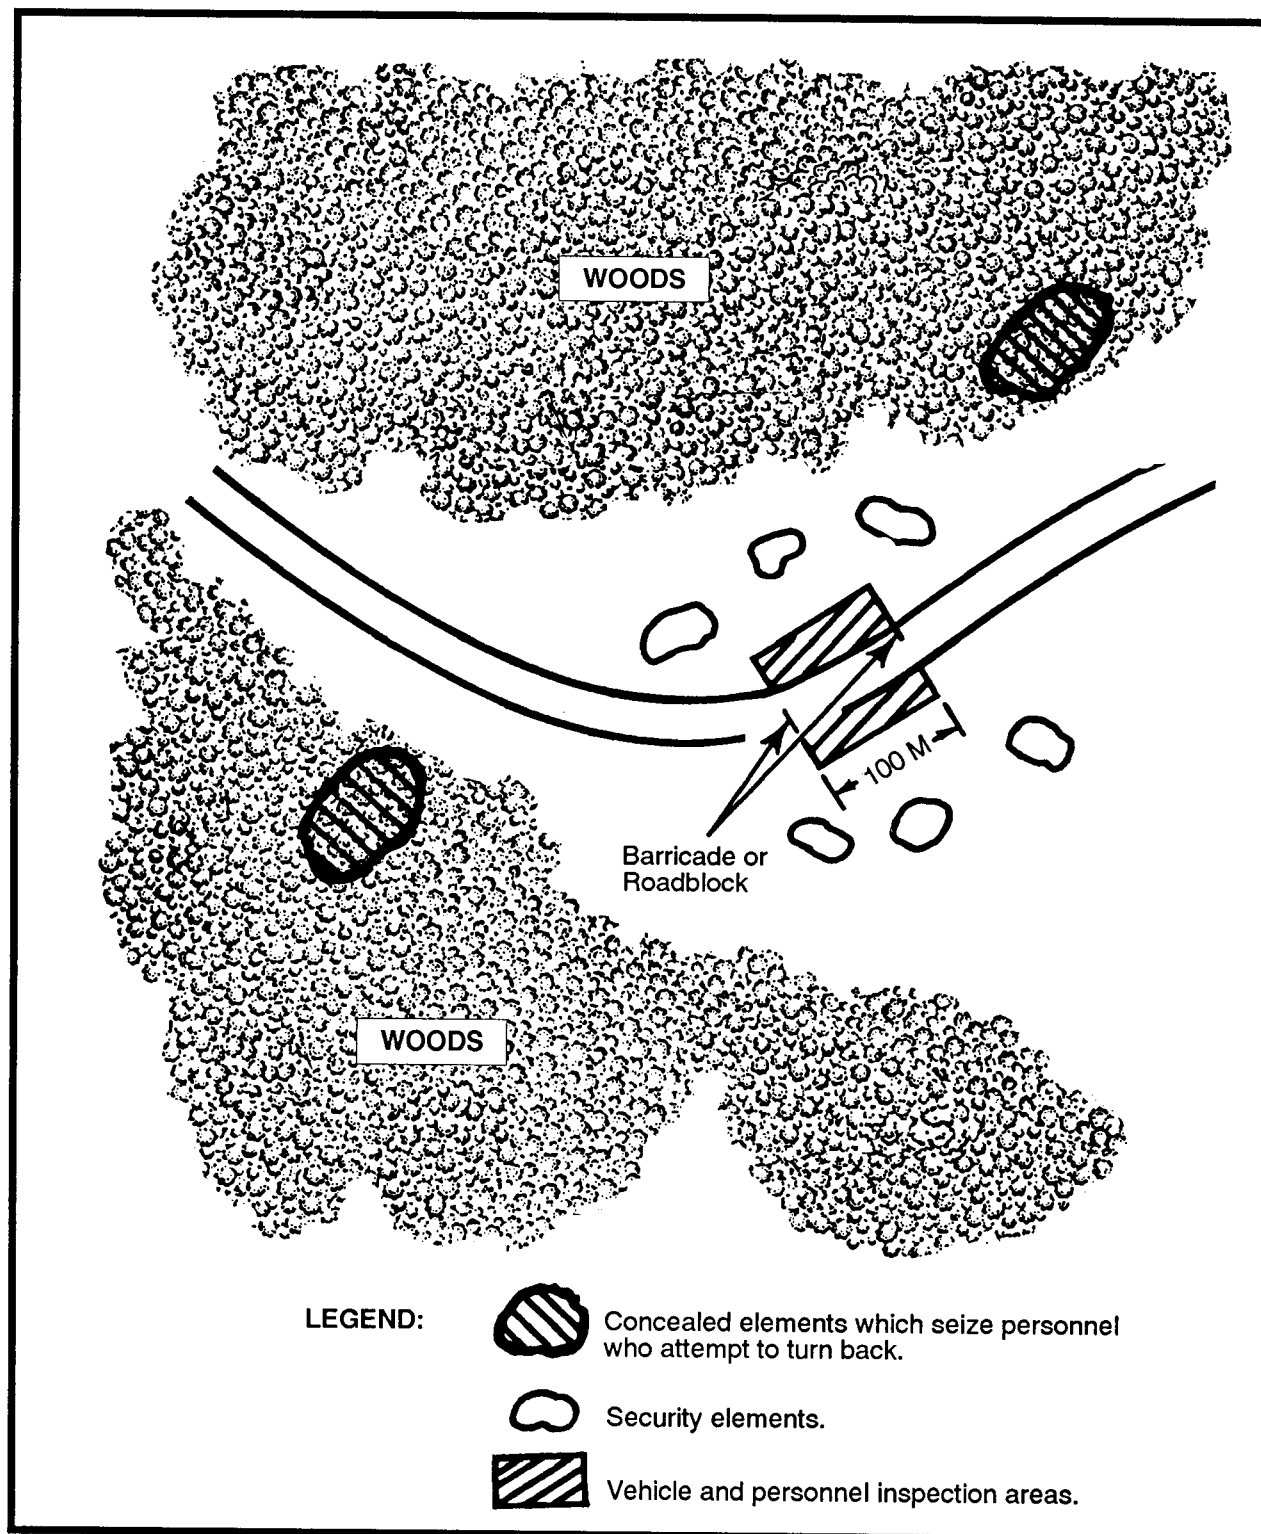 WOODS
100 M
Barricade or
Roadblock
WOODS
LEGEND:
Concealed elements which seize personnel
who attempt to turn back.
Security elements.
Vehicle and personnel inspection areas.